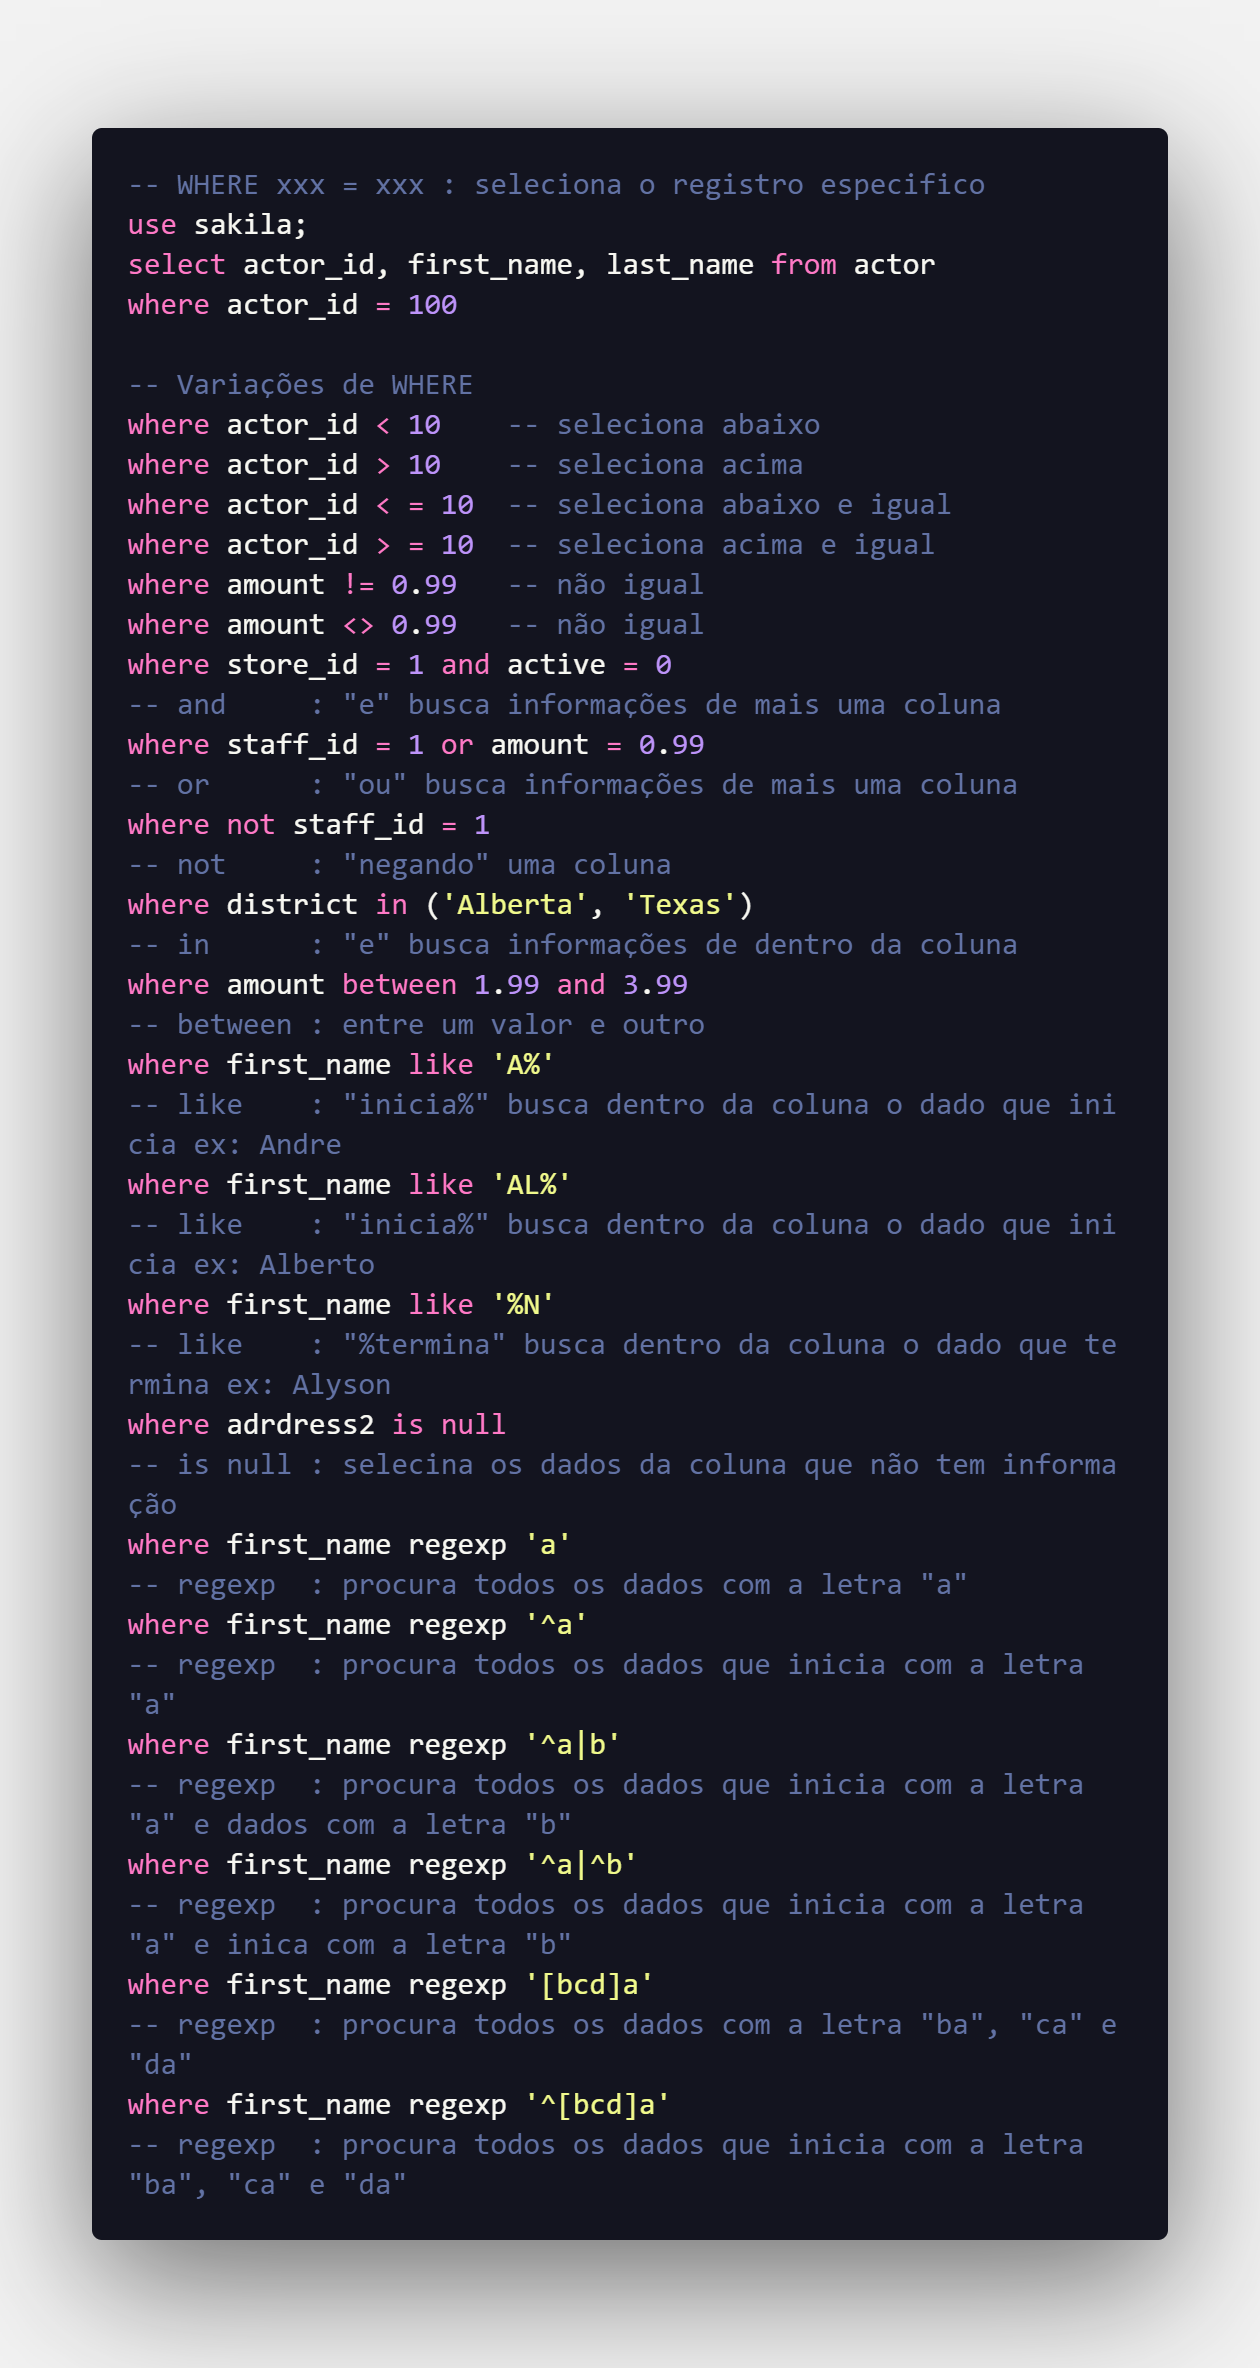 -- WHERE xxx = xxx : seleciona o registro especifico
use sakila;
select actor_id, first_name, last_name from actor
where actor_id = 100
-- Variações de WHERE
where actor_id < 10    -- seleciona abaixo
where actor_id > 10    -- seleciona acima
where actor_id < = 10  -- seleciona abaixo e igual
where actor_id > = 10  -- seleciona acima e igual
where amount != 0.99   -- não igual
where amount <> 0.99   -- não igual
where store_id = 1 and active = 0
-- and     : "e" busca informações de mais uma coluna
where staff_id = 1 or amount = 0.99
-- or      : "ou" busca informações de mais uma coluna
where not staff_id = 1
-- not     : "negando" uma coluna
where district in ('Alberta', 'Texas')
-- in      : "e" busca informações de dentro da coluna
where amount between 1.99 and 3.99
-- between : entre um valor e outro
where first_name like 'A%'
-- like    : "inicia%" busca dentro da coluna o dado que ini
cia ex: Andre
where first_name like 'AL%'
-- like    : "inicia%" busca dentro da coluna o dado que ini
cia ex: Alberto
where first_name like '%N'
-- like    : "%termina" busca dentro da coluna o dado que te
rmina ex: Alyson
where adrdress2 is null
-- is null : selecina os dados da coluna que não tem informa
ção
where first_name regexp 'a'
-- regexp  : procura todos os dados com a letra "a"
where first_name regexp '^a'
-- regexp  : procura todos os dados que inicia com a letra
"a"
where first_name regexp '^a|b'
-- regexp  : procura todos os dados que inicia com a letra
"a" e dados com a letra "b"
where first_name regexp '^a|^b'
-- regexp  : procura todos os dados que inicia com a letra
"a" e inica com a letra "b"
where first_name regexp '[bcd]a'
-- regexp  : procura todos os dados com a letra "ba", "ca" e
"da"
where first_name regexp '^[bcd]a'
-- regexp  : procura todos os dados que inicia com a letra
"ba", "ca" e "da"